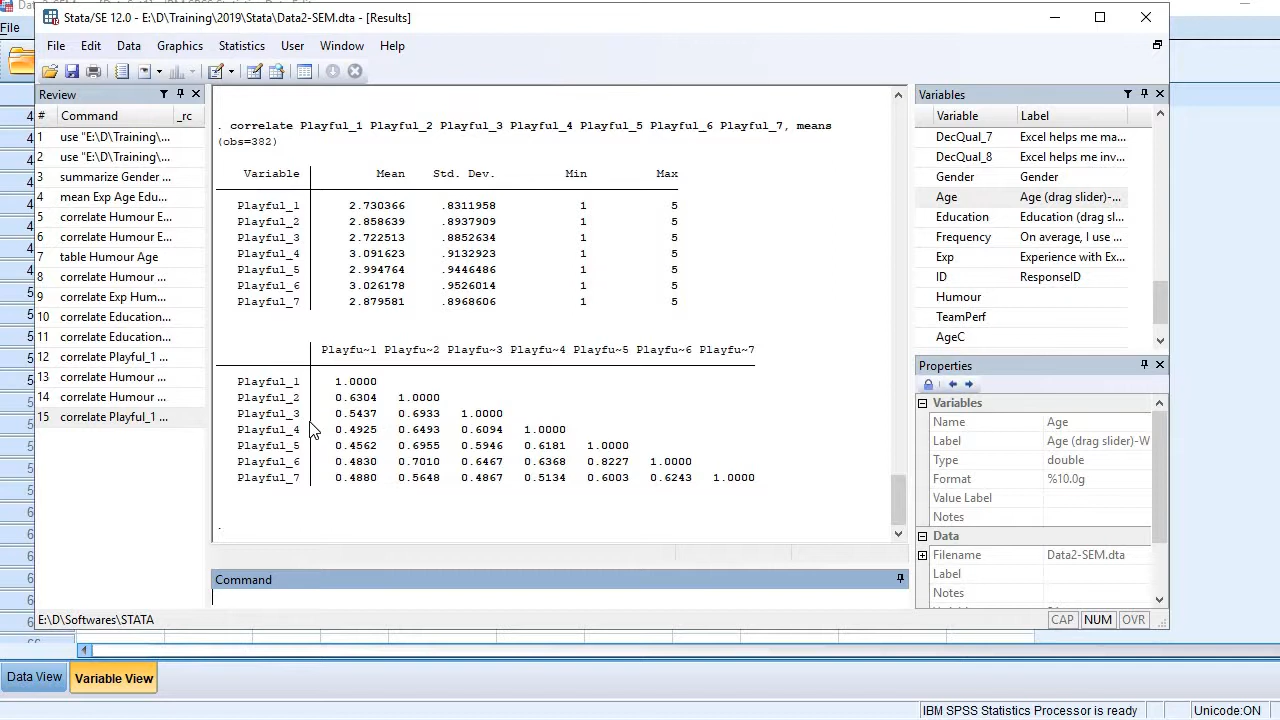 Stata/SE 12.0 - E:\D\Training\2019\Stata\Data2-SEM.dta - [Results]
File
File Edit Data Graphics Statistics User Window Help
Review
# Command _rc
1 use "E:\D\Training\...
2 use "E:\D\Training\...
3 summarize Gender ...
4 mean Exp Age Edu...
5 correlate Humour E...
6 correlate Humour E...
7 table Humour Age
8 correlate Humour ...
9 correlate Exp Hum...
10 correlate Education...
11 correlate Education...
12 correlate Playful_1 ...
13 correlate Humour ...
14 correlate Humour ...
15 correlate Playful_1 ...
. correlate Playful_1 Playful_2 Playful_3 Playful_4 Playful_5 Playful_6 Playful_7, means
(obs=382)
Variable Mean Std. Dev. Min Max
Playful_1 2.730366 .8311958 1 5
Playful_2 2.858639 .8937909 1 5
Playful_3 2.722513 .8852634 1 5
Playful_4 3.091623 .9132923 1 5
Playful_5 2.994764 .9446486 1 5
Playful_6 3.026178 .9526014 1 5
Playful_7 2.879581 .8968606 1 5
Playfu~1 Playfu~2 Playfu~3 Playfu~4 Playfu~5 Playfu~6 Playfu~7
Playful_1 1.0000
Playful_2 0.6304 1.0000
Playful_3 0.5437 0.6933 1.0000
Playful_4 0.4925 0.6493 0.6094 1.0000
Playful_5 0.4562 0.6955 0.5946 0.6181 1.0000
Playful_6 0.4830 0.7010 0.6467 0.6368 0.8227 1.0000
Playful_7 0.4880 0.5648 0.4867 0.5134 0.6003 0.6243 1.0000
.
Command
Variables
Variable Label
DecQual_7 Excel helps me ma...
DecQual_8 Excel helps me inv...
Gender Gender
Age Age (drag slider)-...
Education Education (drag sl...
Frequency On average, I use ...
Exp Experience with Ex...
ID ResponseID
Humour
TeamPerf
AgeC
Properties
Variables
Name Age
Label Age (drag slider)-W
Type double
Format %10.0g
Value Label
Notes
Data
Filename Data2-SEM.dta
Label
Notes
E:\D\Softwares\STATA
CAP NUM OVR
Data View Variable View
IBM SPSS Statistics Processor is ready Unicode:ON